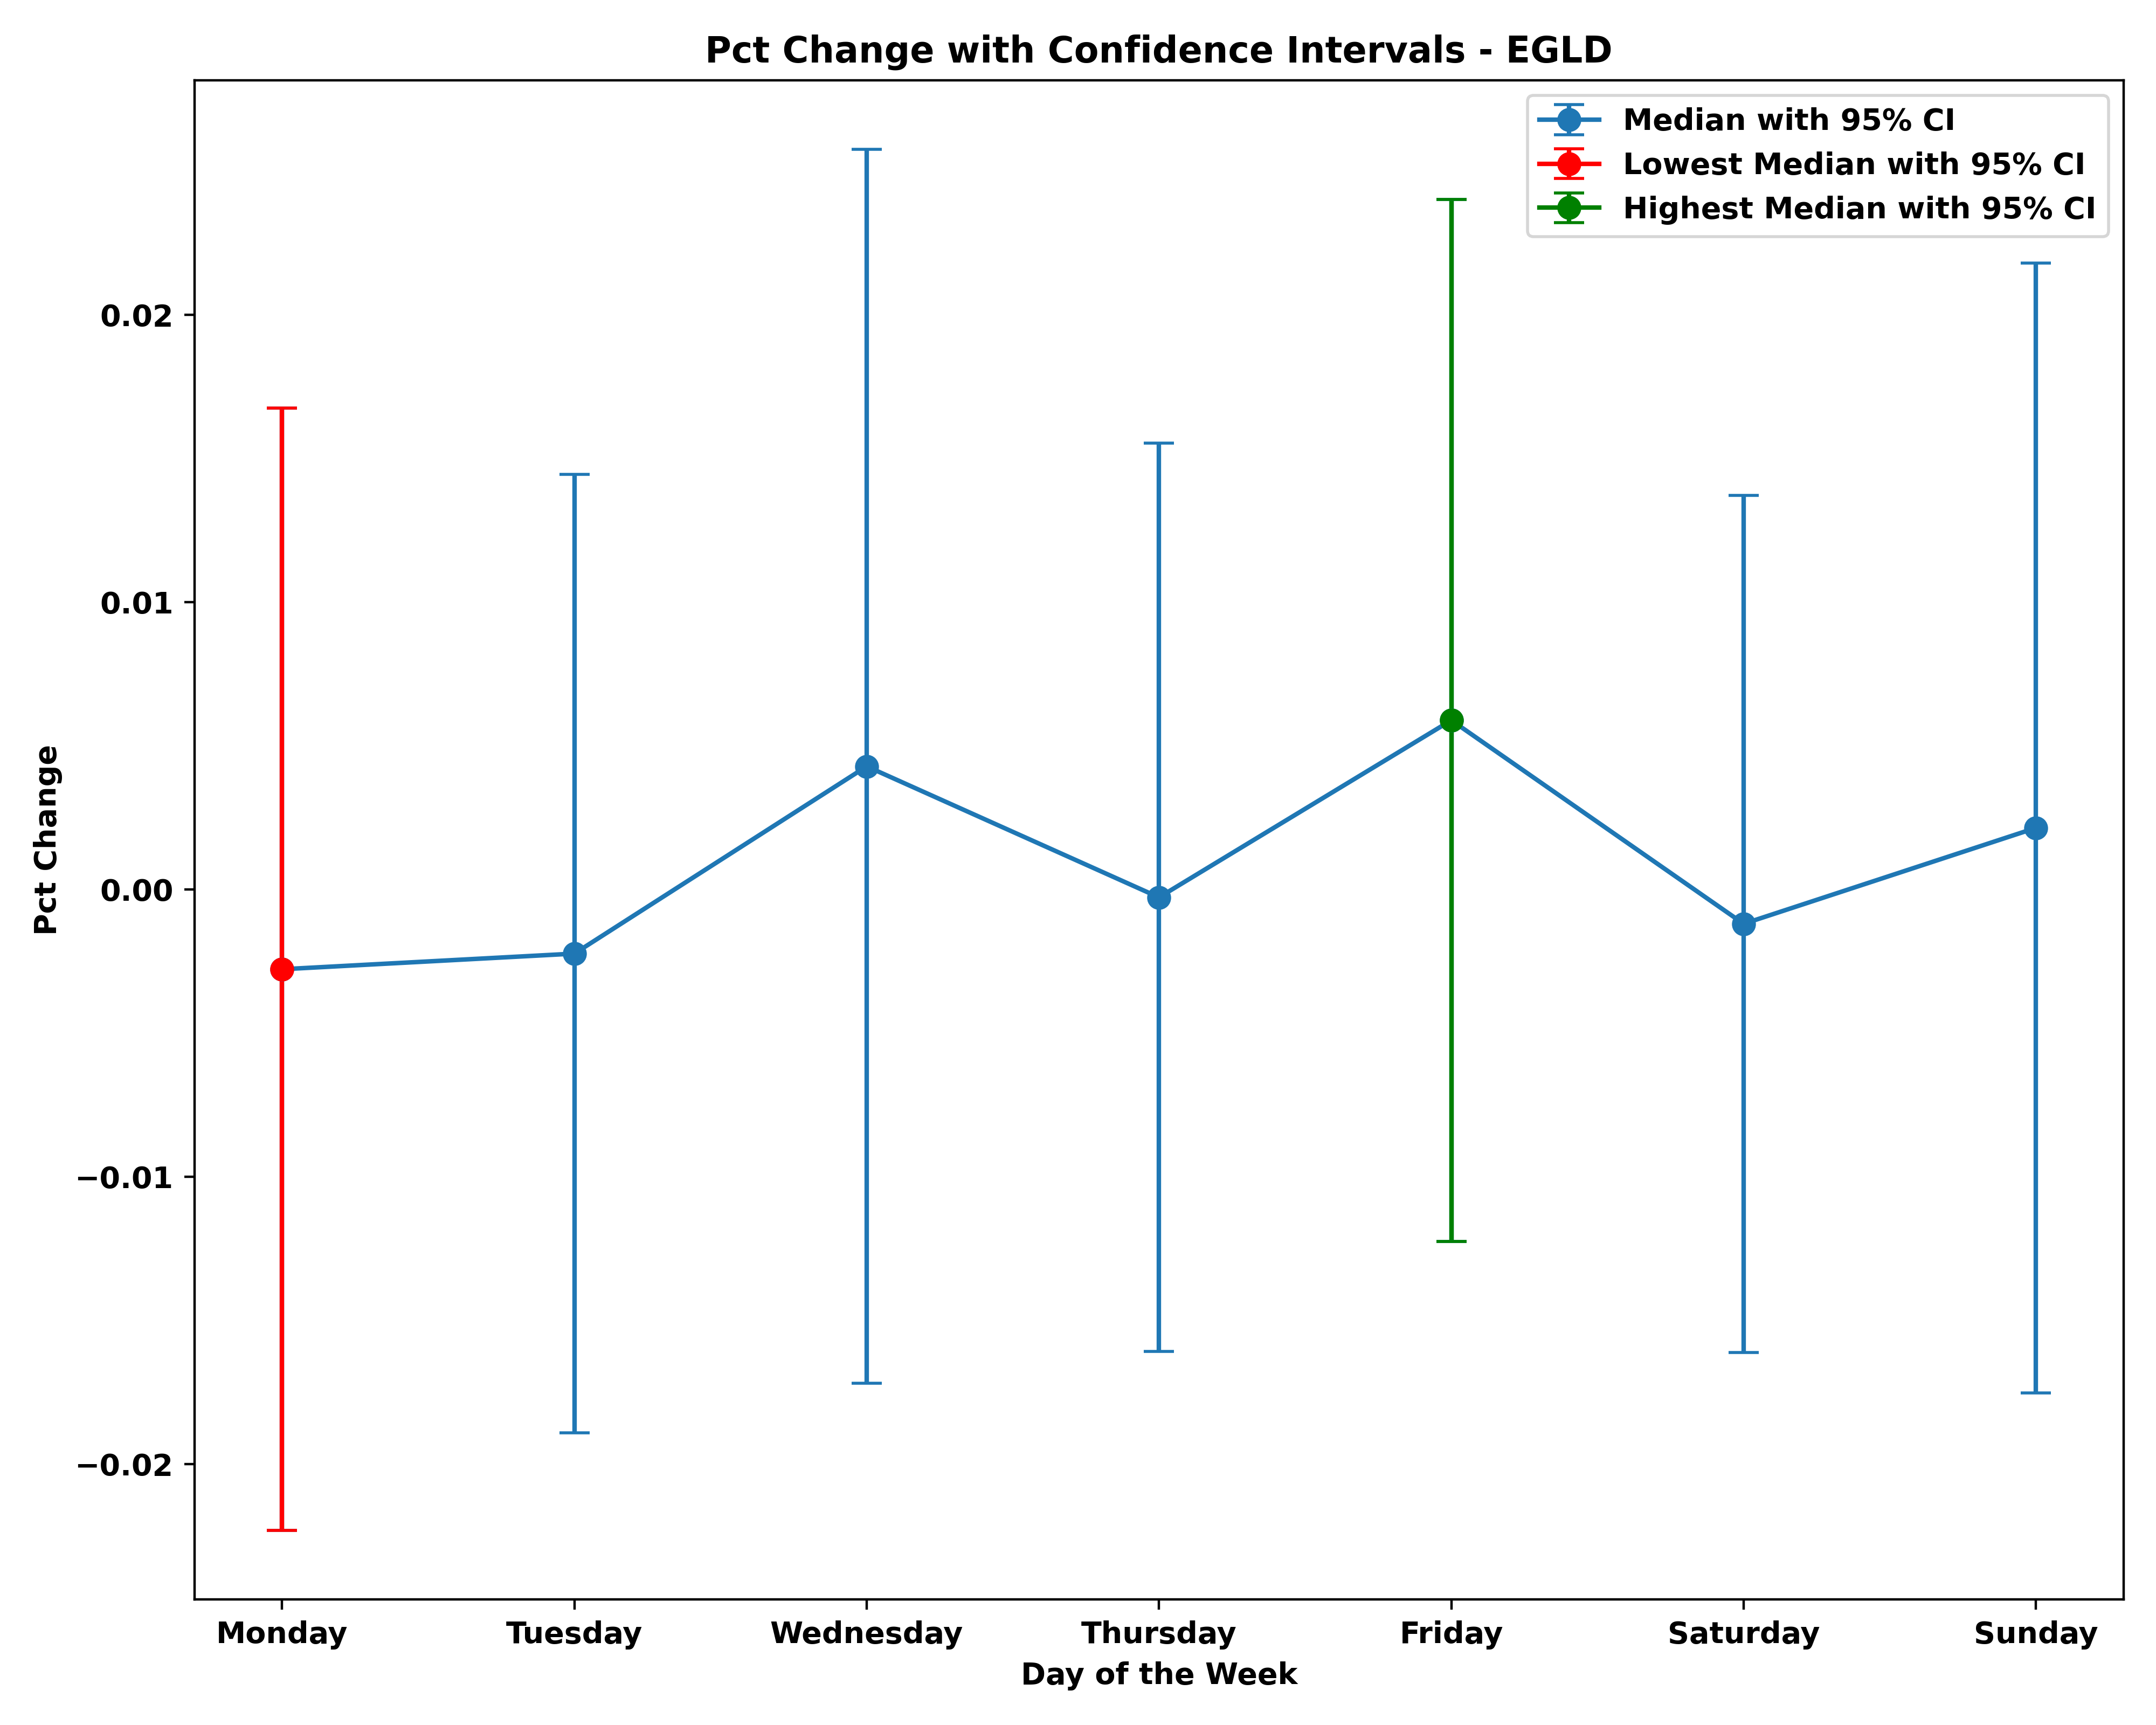 Pct Change with Confidence Intervals - EGLD
Median with 95% CI
Lowest Median with 95% CI
Highest Median with 95% CI
0.02
0.01
0.00
−0.01
−0.02
Pct Change
Monday Tuesday Wednesday Thursday Friday Saturday Sunday
Day of the Week